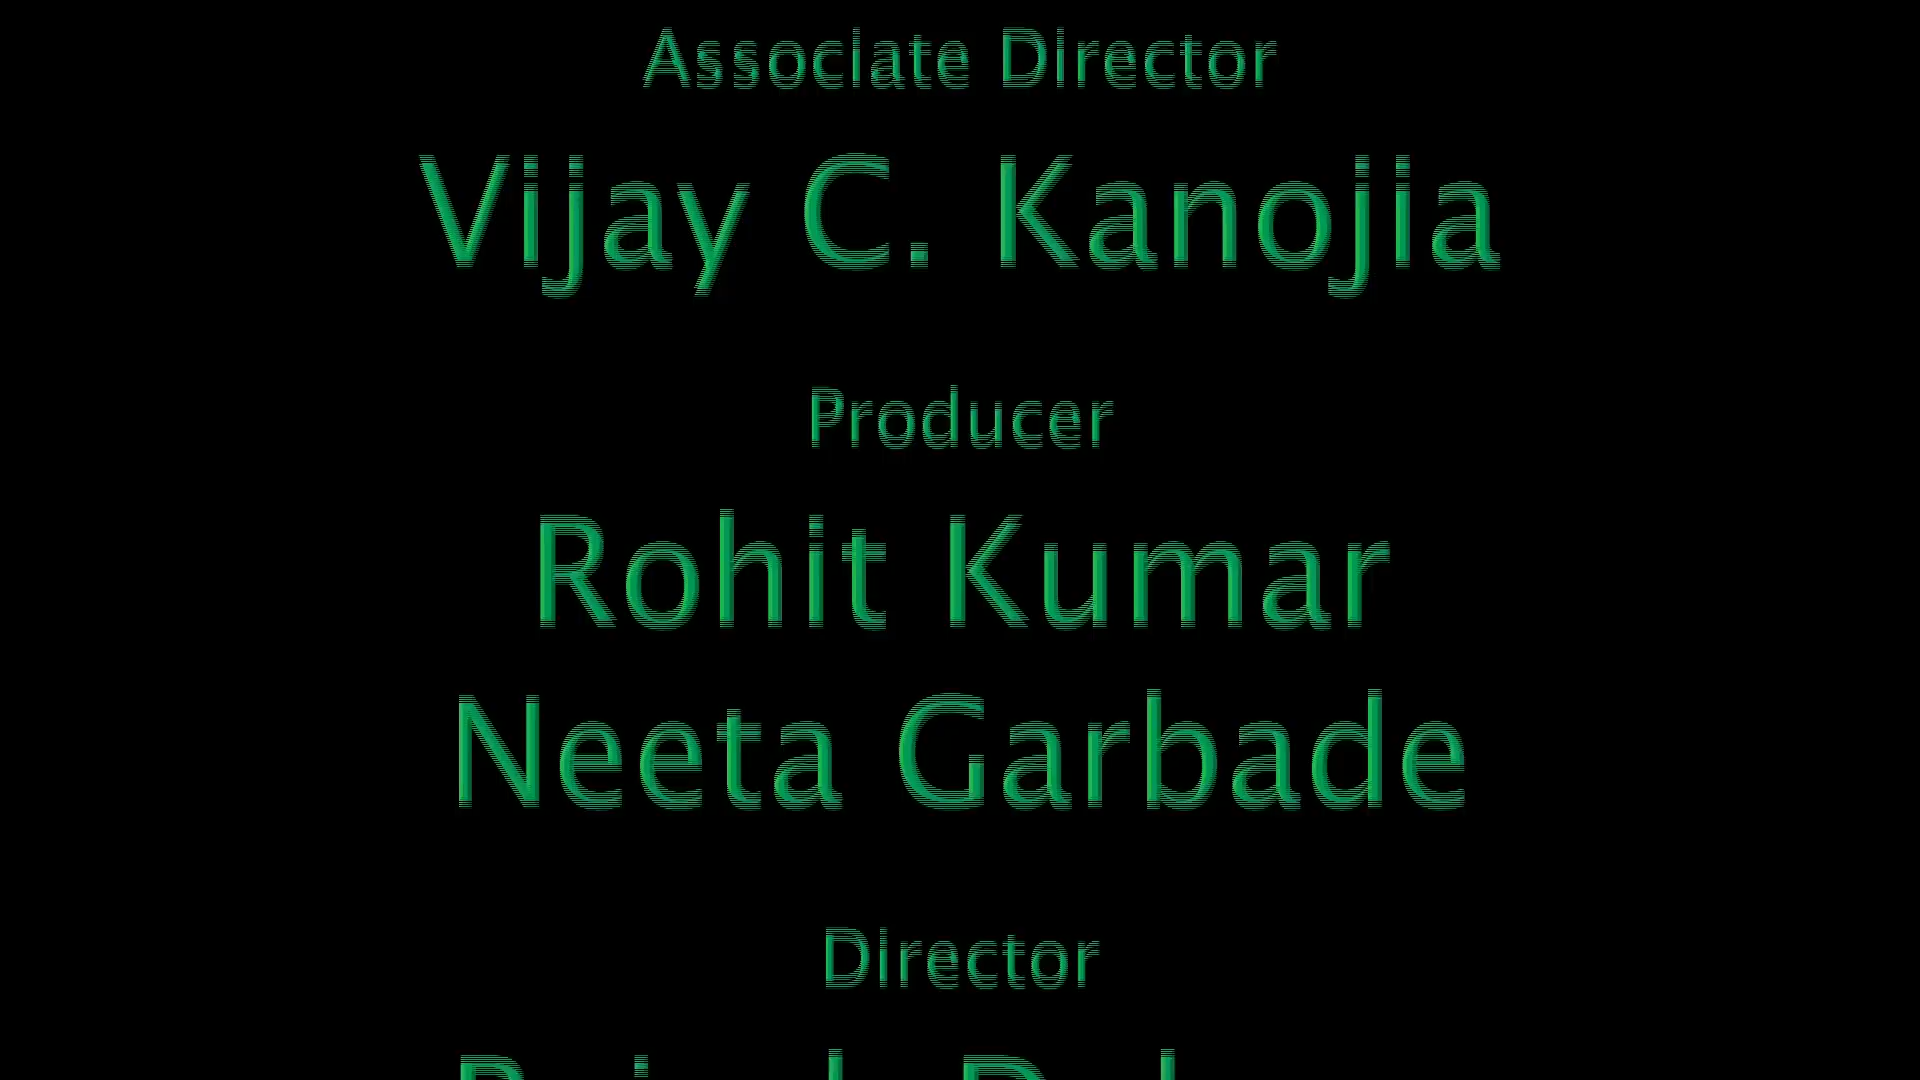 Associate Director
Vijay C. Kanojia
Producer
Rohit Kumar
Neeta Garbade
Director